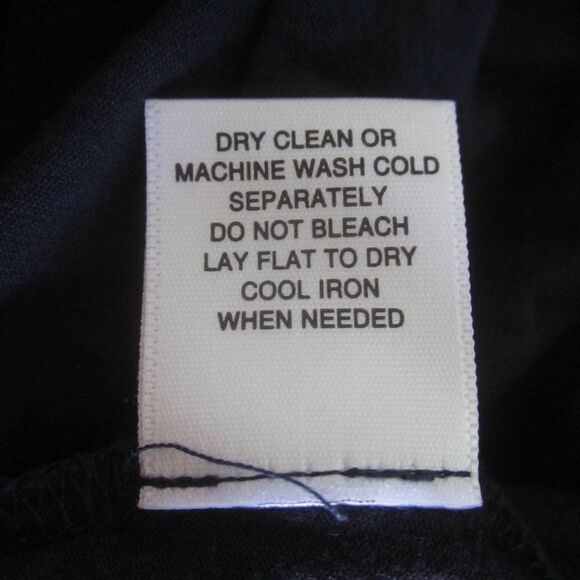 DRY CLEAN OR
MACHINE WASH COLD
SEPARATELY
DO NOT BLEACH
LAY FLAT TO DRY
COOL IRON
WHEN NEEDED